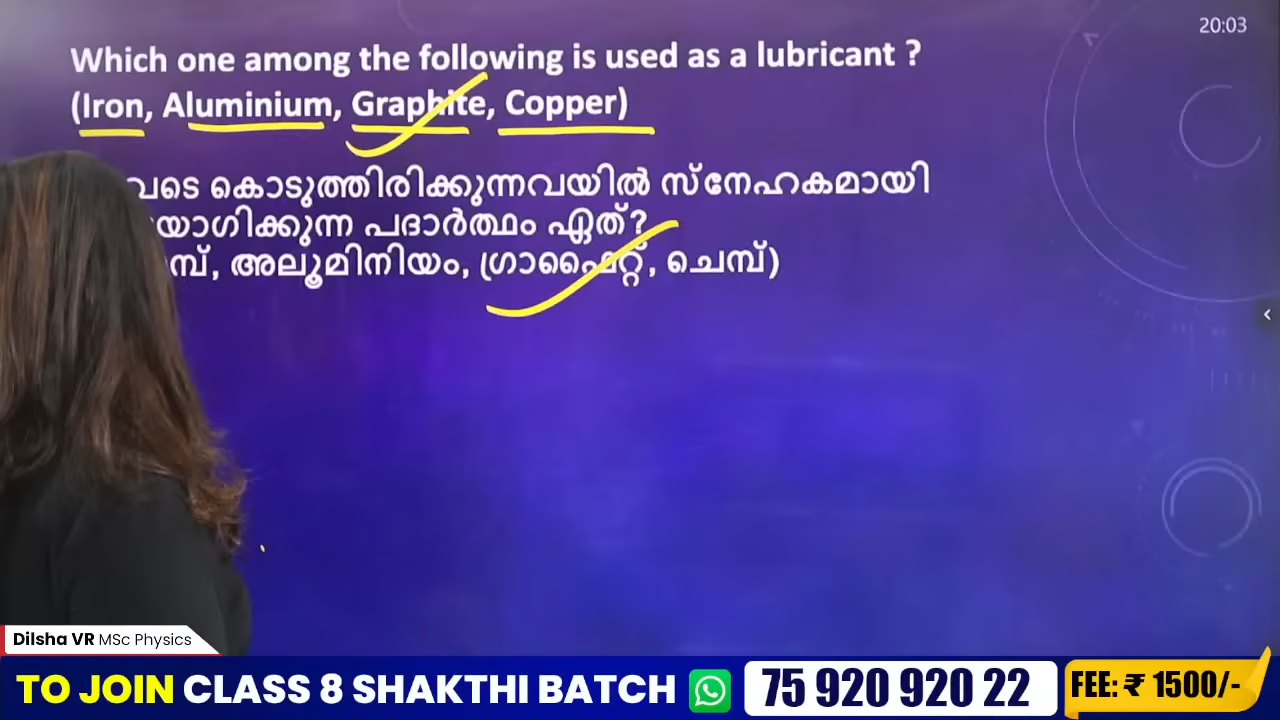 20:03
Which one among the following is used as a lubricant ?
(Iron, Aluminium, Graphite, Copper)
കൊടുത്തിരിക്കുന്നവയിൽ സ്നേഹകമായി
പദാർത്ഥം ഏത്?
അലൂമിനിയം, ഗ്രാഫൈറ്റ്, ചെമ്പ്)
Dilsha VR MSc Physics
TO JOIN CLASS 8 SHAKTHI BATCH 75 920 920 22 FEE: ₹ 1500/-